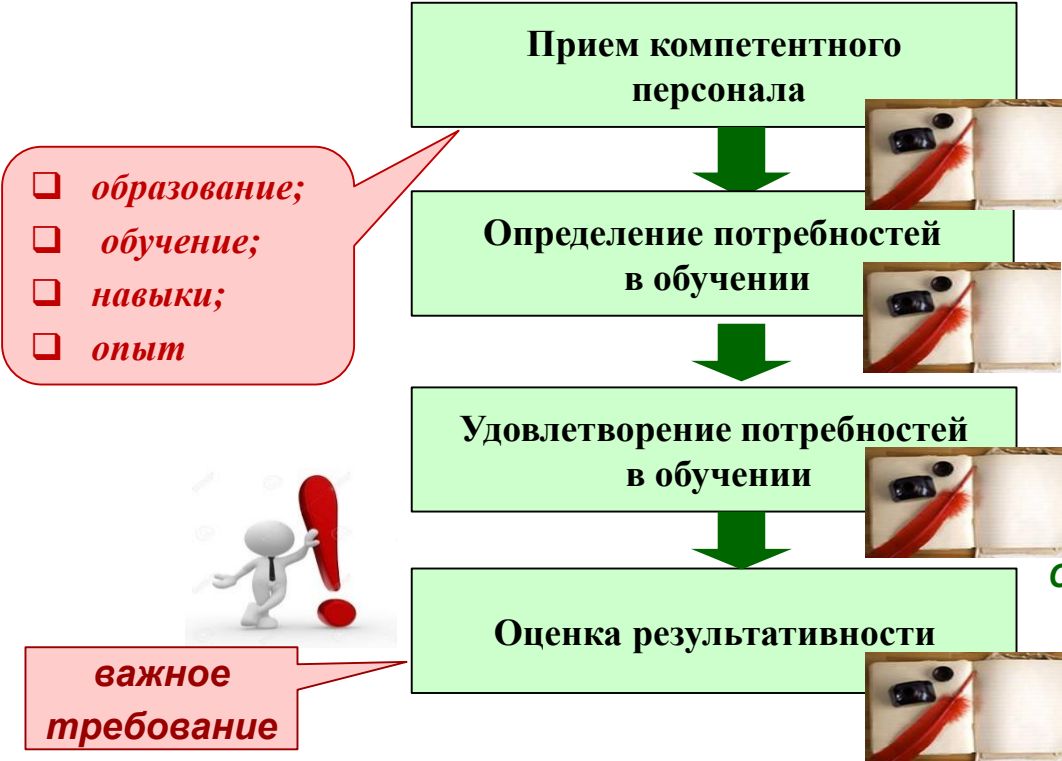 Прием компетентного
персонала
❑ образование;
❑ обучение;
❑ навыки;
❑ опыт
Определение потребностей
в обучении
Удовлетворение потребностей
в обучении
Оценка результативности
важное
требование